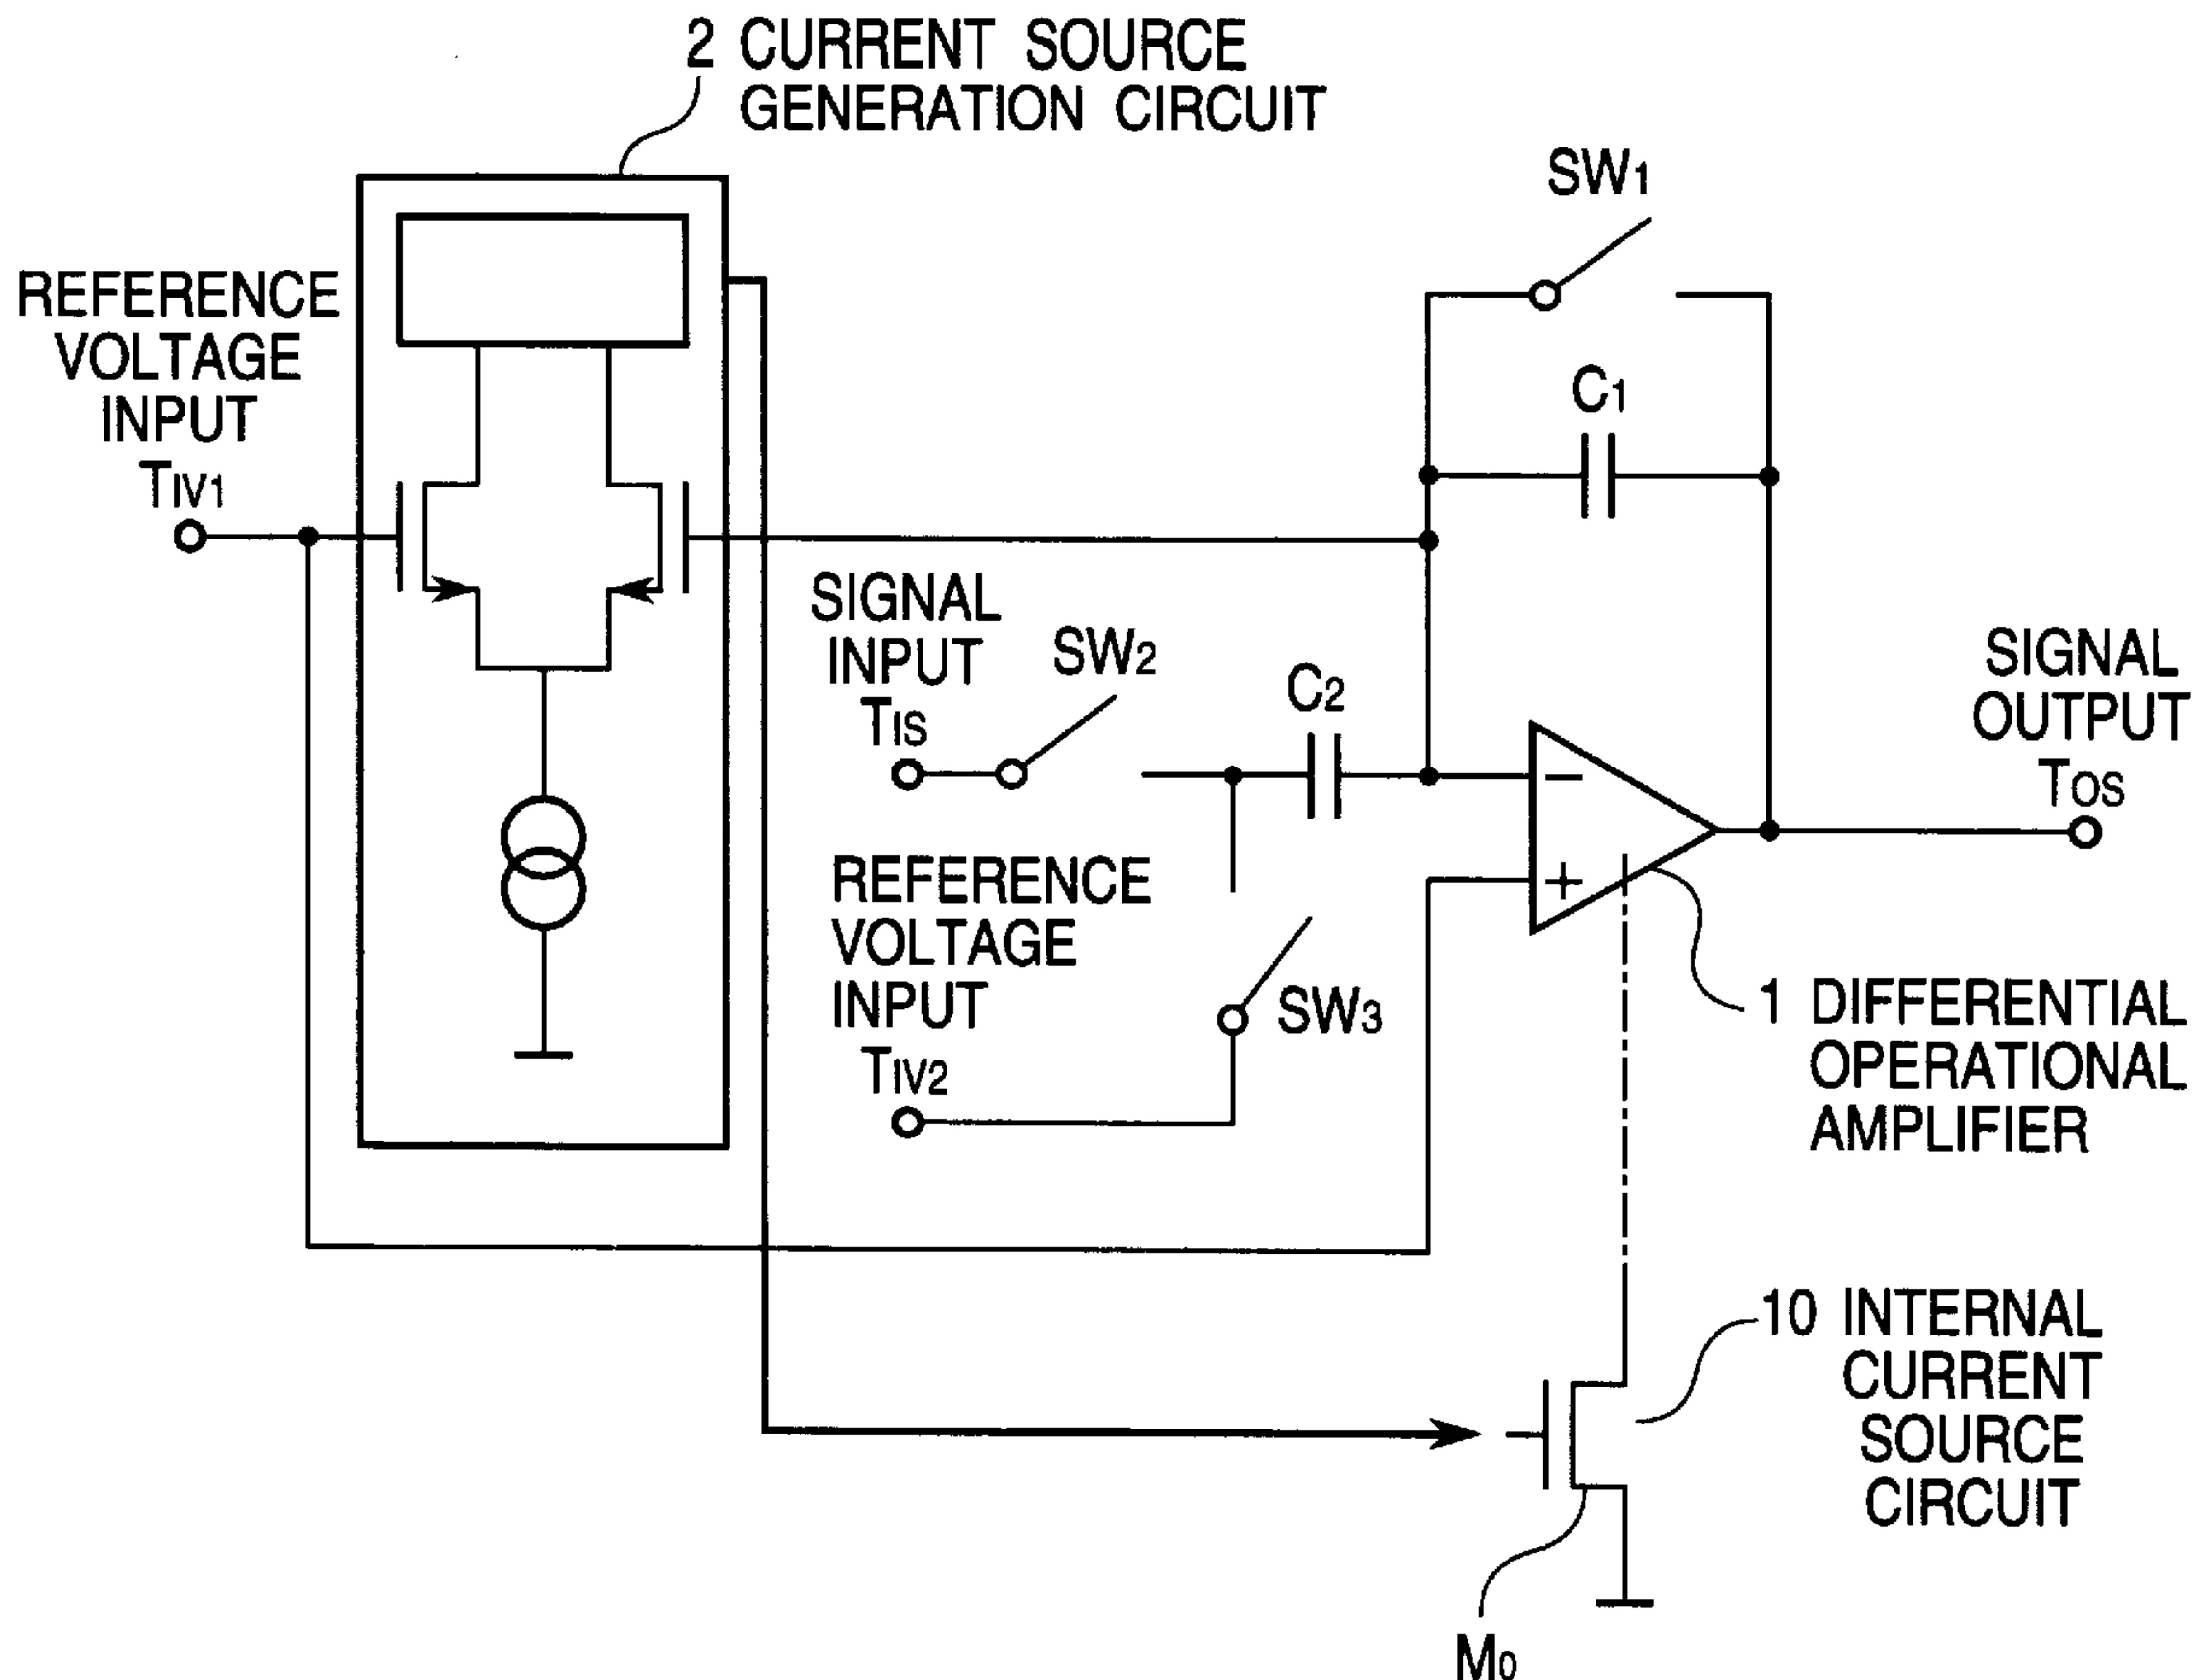 2 CURRENT SOURCE
GENERATION CIRCUIT
SW1
REFERENCE
VOLTAGE
INPUT
TIV1
C1
SIGNAL
INPUT
TIS
SW2
C2
SIGNAL
OUTPUT
TOS
−
+
REFERENCE
VOLTAGE
INPUT
TIV2
SW3
1 DIFFERENTIAL
OPERATIONAL
AMPLIFIER
10 INTERNAL
CURRENT
SOURCE
CIRCUIT
M0